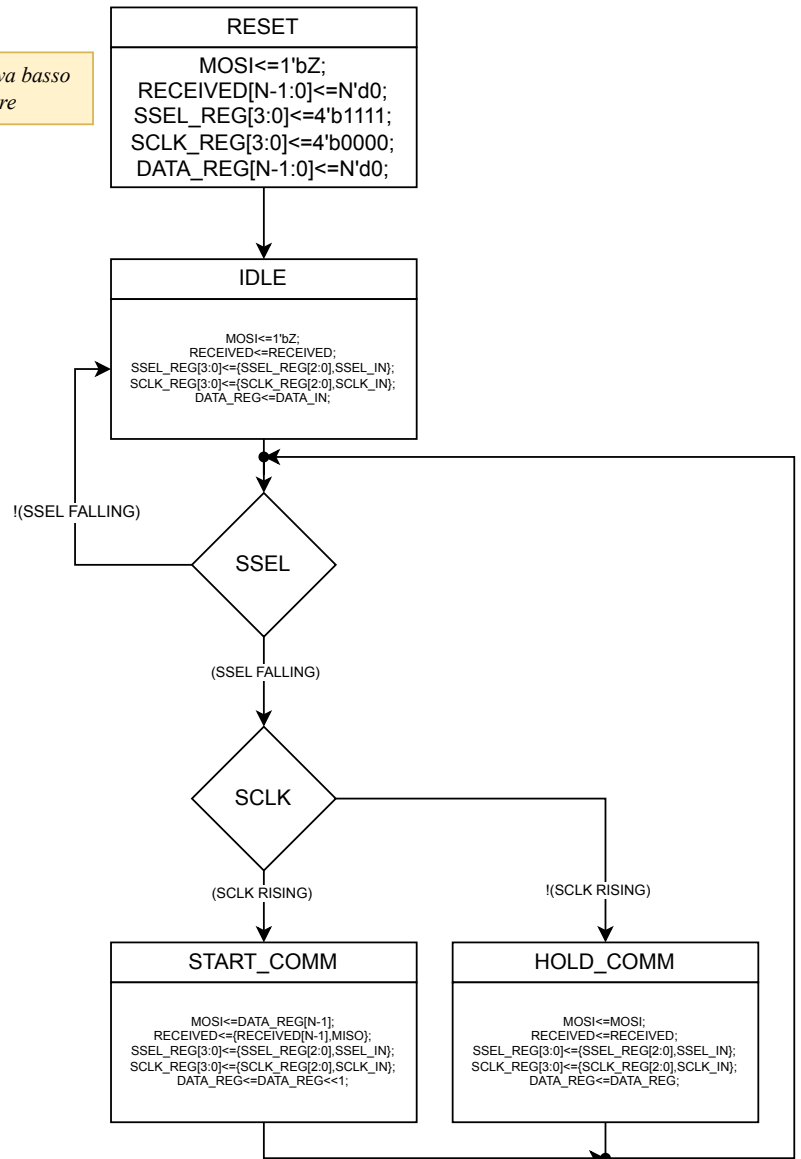 RESET
va basso
re
MOSI<=1'bZ;
RECEIVED[N-1:0]<=N'd0;
SSEL_REG[3:0]<=4'b1111;
SCLK_REG[3:0]<=4'b0000;
DATA_REG[N-1:0]<=N'd0;
IDLE
MOSI<=1'bZ;
RECEIVED<=RECEIVED;
SSEL_REG[3:0]<={SSEL_REG[2:0],SSEL_IN};
SCLK_REG[3:0]<={SCLK_REG[2:0],SCLK_IN};
DATA_REG<=DATA_IN;
!(SSEL FALLING)
SSEL
(SSEL FALLING)
SCLK
(SCLK RISING)
!(SCLK RISING)
START_COMM
MOSI<=DATA_REG[N-1];
RECEIVED<={RECEIVED[N-1],MISO};
SSEL_REG[3:0]<={SSEL_REG[2:0],SSEL_IN};
SCLK_REG[3:0]<={SCLK_REG[2:0],SCLK_IN};
DATA_REG<=DATA_REG<<1;
HOLD_COMM
MOSI<=MOSI;
RECEIVED<=RECEIVED;
SSEL_REG[3:0]<={SSEL_REG[2:0],SSEL_IN};
SCLK_REG[3:0]<={SCLK_REG[2:0],SCLK_IN};
DATA_REG<=DATA_REG;